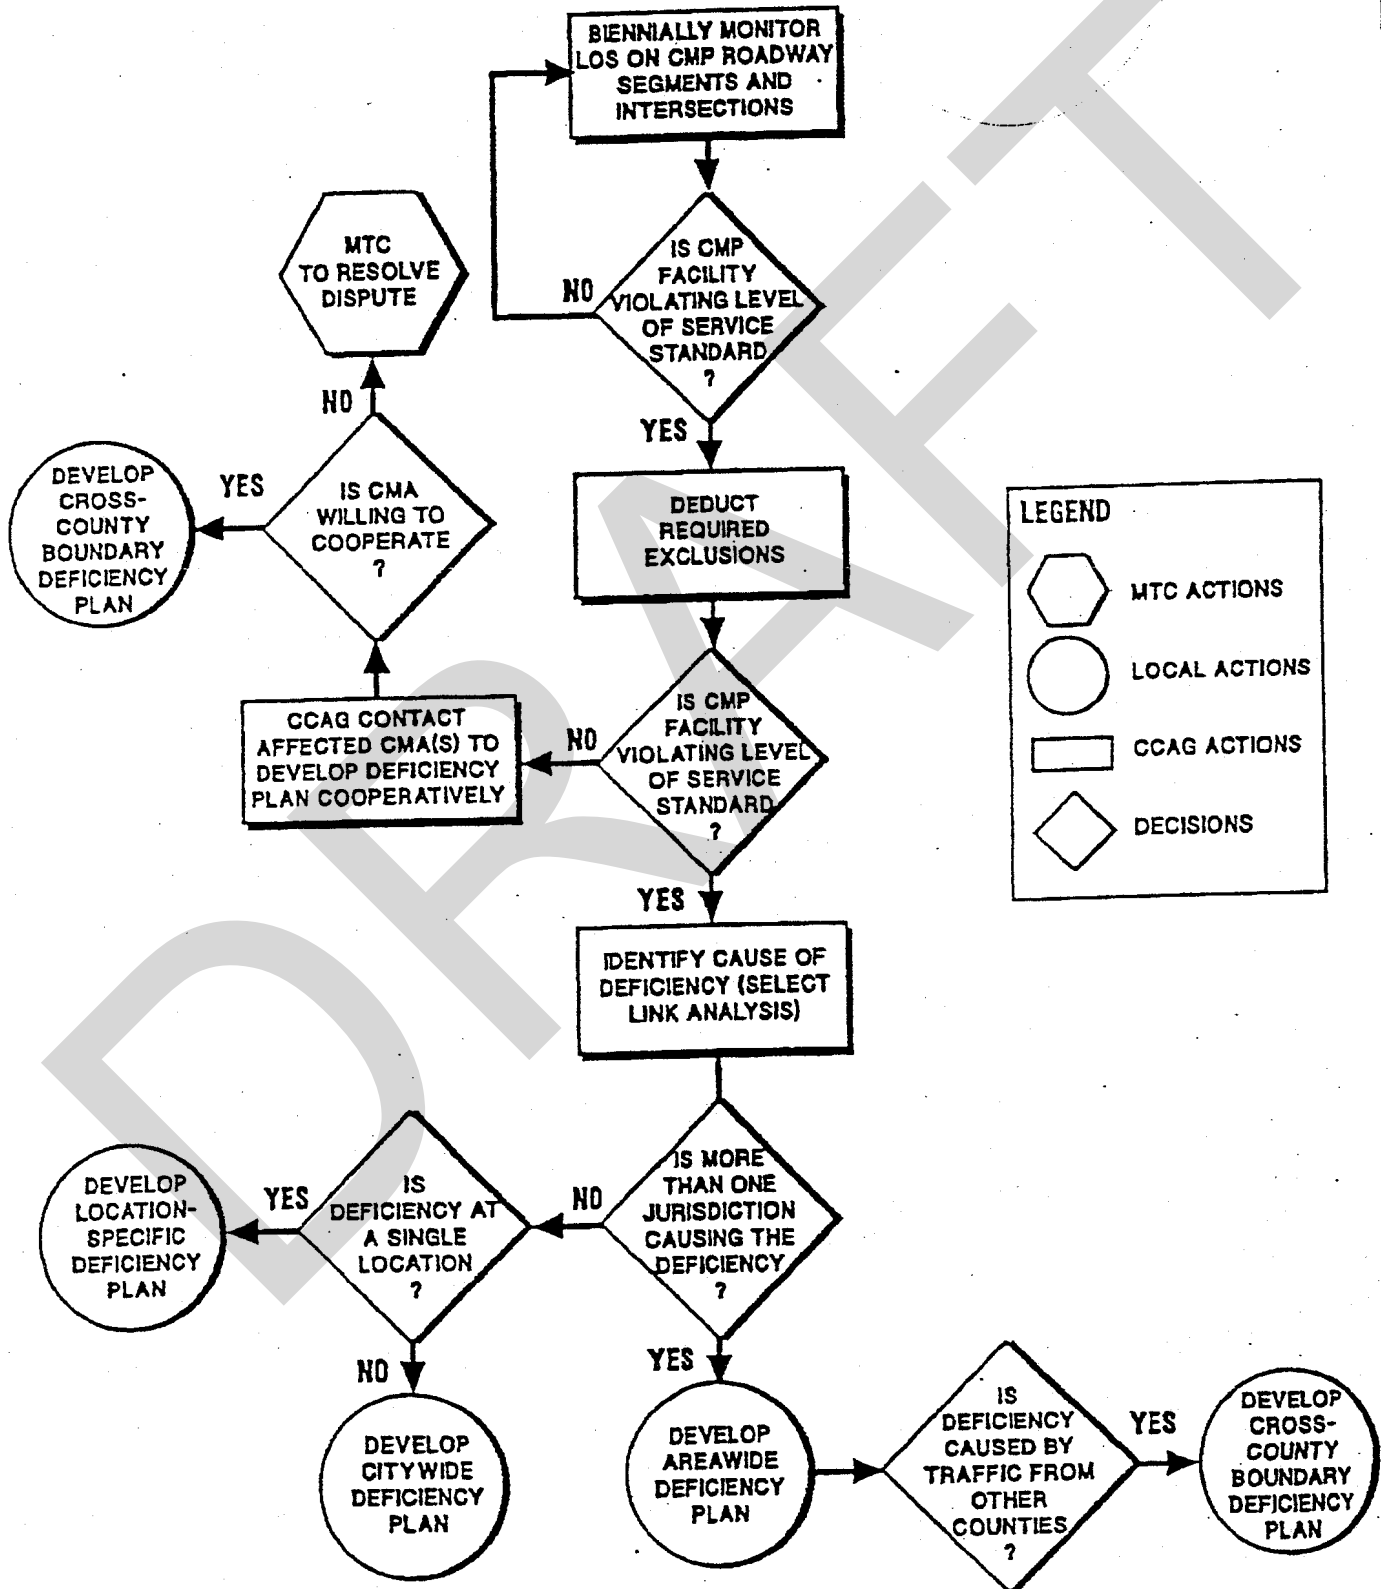 BIENNIALLY MONITOR
LOS ON CMP ROADWAY
SEGMENTS AND
INTERSECTIONS
MTC
TO RESOLVE
DISPUTE
IS CMP
FACILITY
VIOLATING LEVEL
OF SERVICE
STANDARD
?
NO
YES
NO
DEVELOP
CROSS-
COUNTY
BOUNDARY
DEFICIENCY
PLAN
YES
IS CMA
WILLING TO
COOPERATE
?
DEDUCT
REQUIRED
EXCLUSIONS
LEGEND
MTC ACTIONS
LOCAL ACTIONS
CCAG ACTIONS
DECISIONS
CCAG CONTACT
AFFECTED CMA(S) TO
DEVELOP DEFICIENCY
PLAN COOPERATIVELY
NO
IS CMP
FACILITY
VIOLATING LEVEL
OF SERVICE
STANDARD
?
YES
IDENTIFY CAUSE OF
DEFICIENCY (SELECT
LINK ANALYSIS)
DEVELOP
LOCATION-
SPECIFIC
DEFICIENCY
PLAN
YES
IS
DEFICIENCY AT
A SINGLE
LOCATION
?
NO
IS MORE
THAN ONE
JURISDICTION
CAUSING THE
DEFICIENCY
?
NO
YES
DEVELOP
CITYWIDE
DEFICIENCY
PLAN
DEVELOP
AREAWIDE
DEFICIENCY
PLAN
IS
DEFICIENCY
CAUSED BY
TRAFFIC FROM
OTHER
COUNTIES
?
YES
DEVELOP
CROSS-
COUNTY
BOUNDARY
DEFICIENCY
PLAN
DRAFT